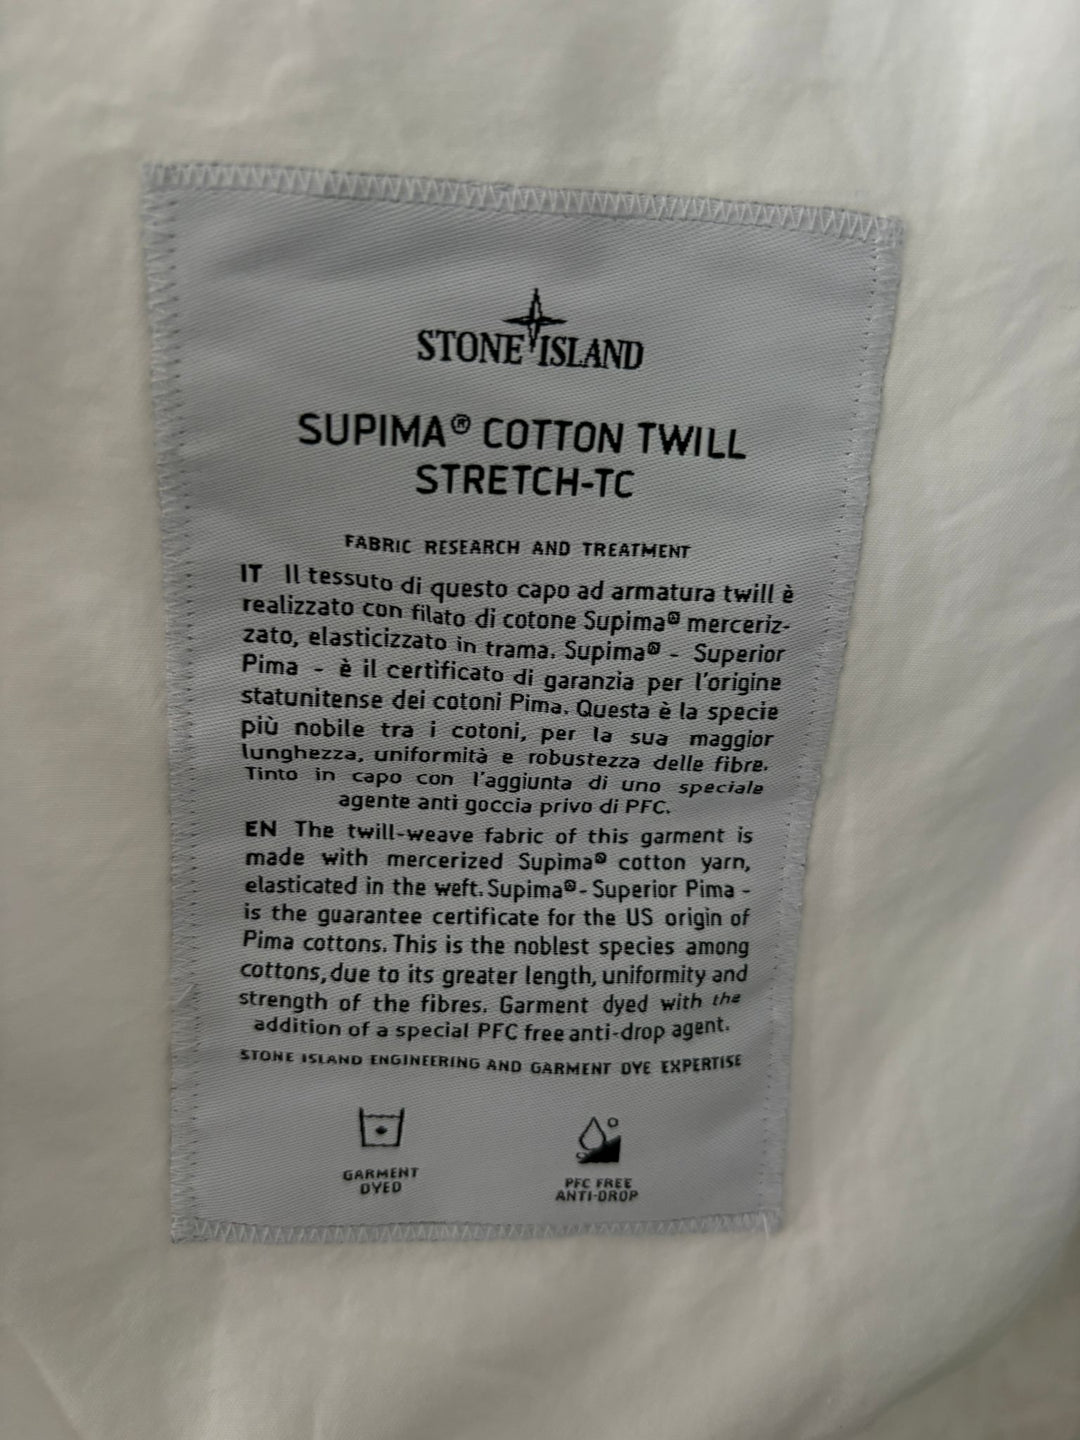 STONE ISLAND
SUPIMA® COTTON TWILL
STRETCH-TC
FABRIC RESEARCH AND TREATMENT
IT Il tessuto di questo capo ad armatura twill è
realizzato con filato di cotone Supima® merceriz-
zato, elasticizzato in trama. Supima® - Superior
Pima - è il certificato di garanzia per l'origine
statunitense dei cotoni Pima. Questa è la specie
più nobile tra i cotoni, per la sua maggior
lunghezza, uniformità e robustezza delle fibre.
Tinto in capo con l'aggiunta di uno speciale
agente anti goccia privo di PFC.
EN The twill-weave fabric of this garment is
made with mercerized Supima® cotton yarn,
elasticated in the weft. Supima® - Superior Pima -
is the guarantee certificate for the US origin of
Pima cottons. This is the noblest species among
cottons, due to its greater length, uniformity and
strength of the fibres. Garment dyed with the
addition of a special PFC free anti-drop agent.
STONE ISLAND ENGINEERING AND GARMENT DYE EXPERTISE
GARMENT
DYED
PFC FREE
ANTI-DROP